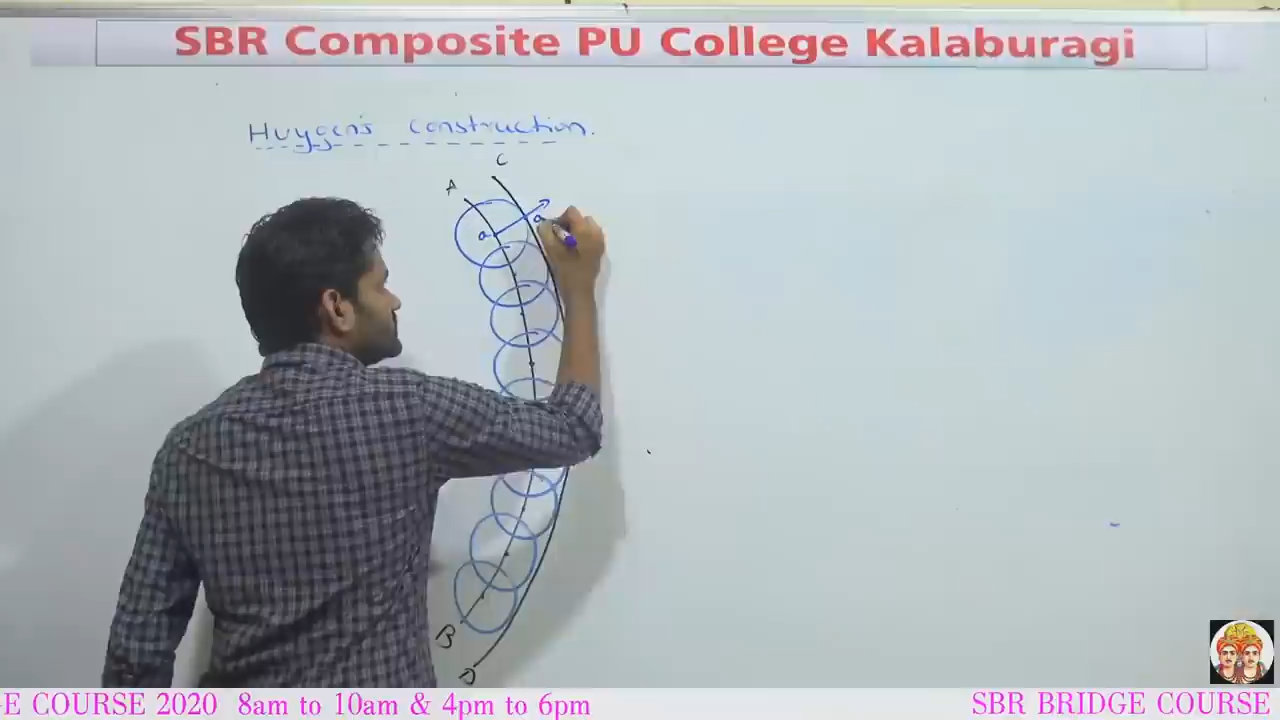 SBR Composite PU College Kalaburagi
Huygen's construction.
C
A
a
a
B
D
E COURSE 2020 8am to 10am & 4pm to 6pm
SBR BRIDGE COURSE